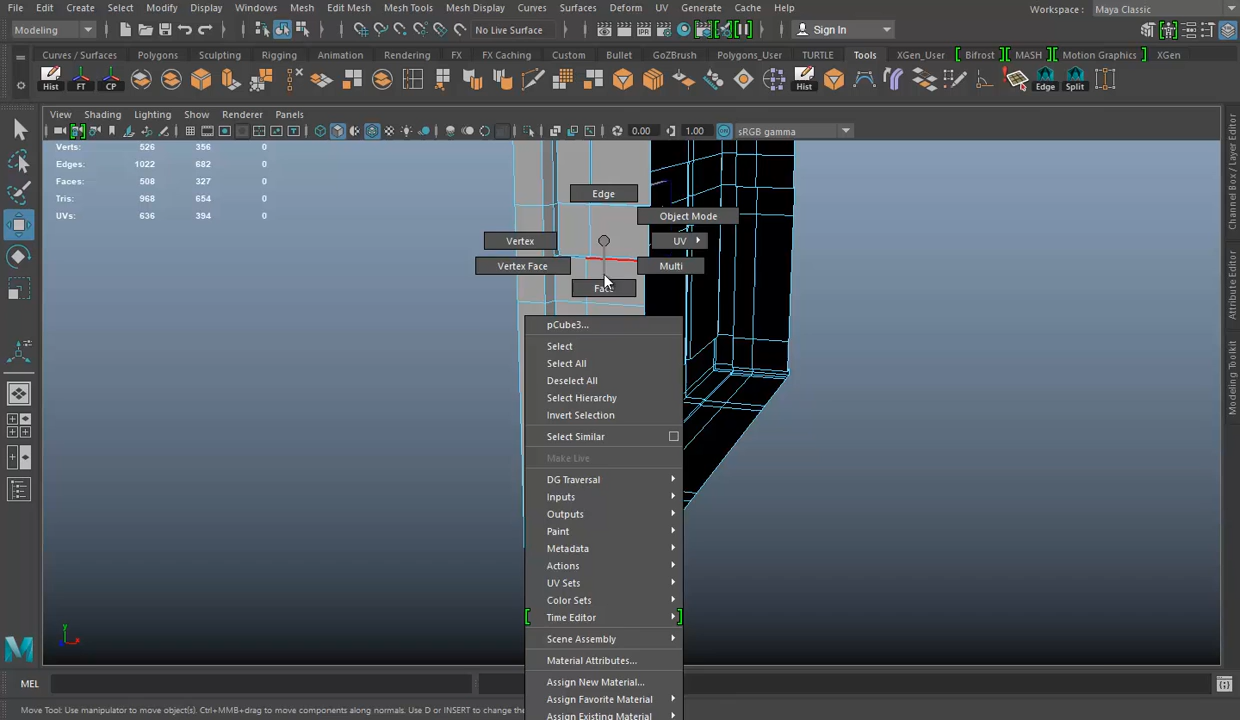 File Edit Create Select Modify Display Windows Mesh Edit Mesh Mesh Tools Mesh Display Curves Surfaces Deform UV Generate Cache Help Workspace : Maya Classic
Modeling No Live Surface Sign In
Curves / Surfaces Polygons Sculpting Rigging Animation Rendering FX FX Caching Custom Bullet GoZBrush Polygons_User TURTLE Tools XGen_User Bifrost MASH Motion Graphics XGen
Hist FT CP Hist Edge Split
View Shading Lighting Show Renderer Panels
0.00 1.00 sRGB gamma
Verts: 526 356 0
Edges: 1022 682 0
Faces: 508 327 0
Tris: 968 654 0
UVs: 636 394 0
Edge
Object Mode
Vertex UV
Vertex Face Multi
Face
pCube3...
Select
Select All
Deselect All
Select Hierarchy
Invert Selection
Select Similar
Make Live
DG Traversal
Inputs
Outputs
Paint
Metadata
Actions
UV Sets
Color Sets
Time Editor
Scene Assembly
Material Attributes...
Assign New Material...
Assign Favorite Material
Assign Existing Material
Channel Box / Layer Editor
Attribute Editor
Modeling Toolkit
y
x
MEL
Move Tool: Use manipulator to move object(s). Ctrl+MMB+drag to move components along normals. Use D or INSERT to change the